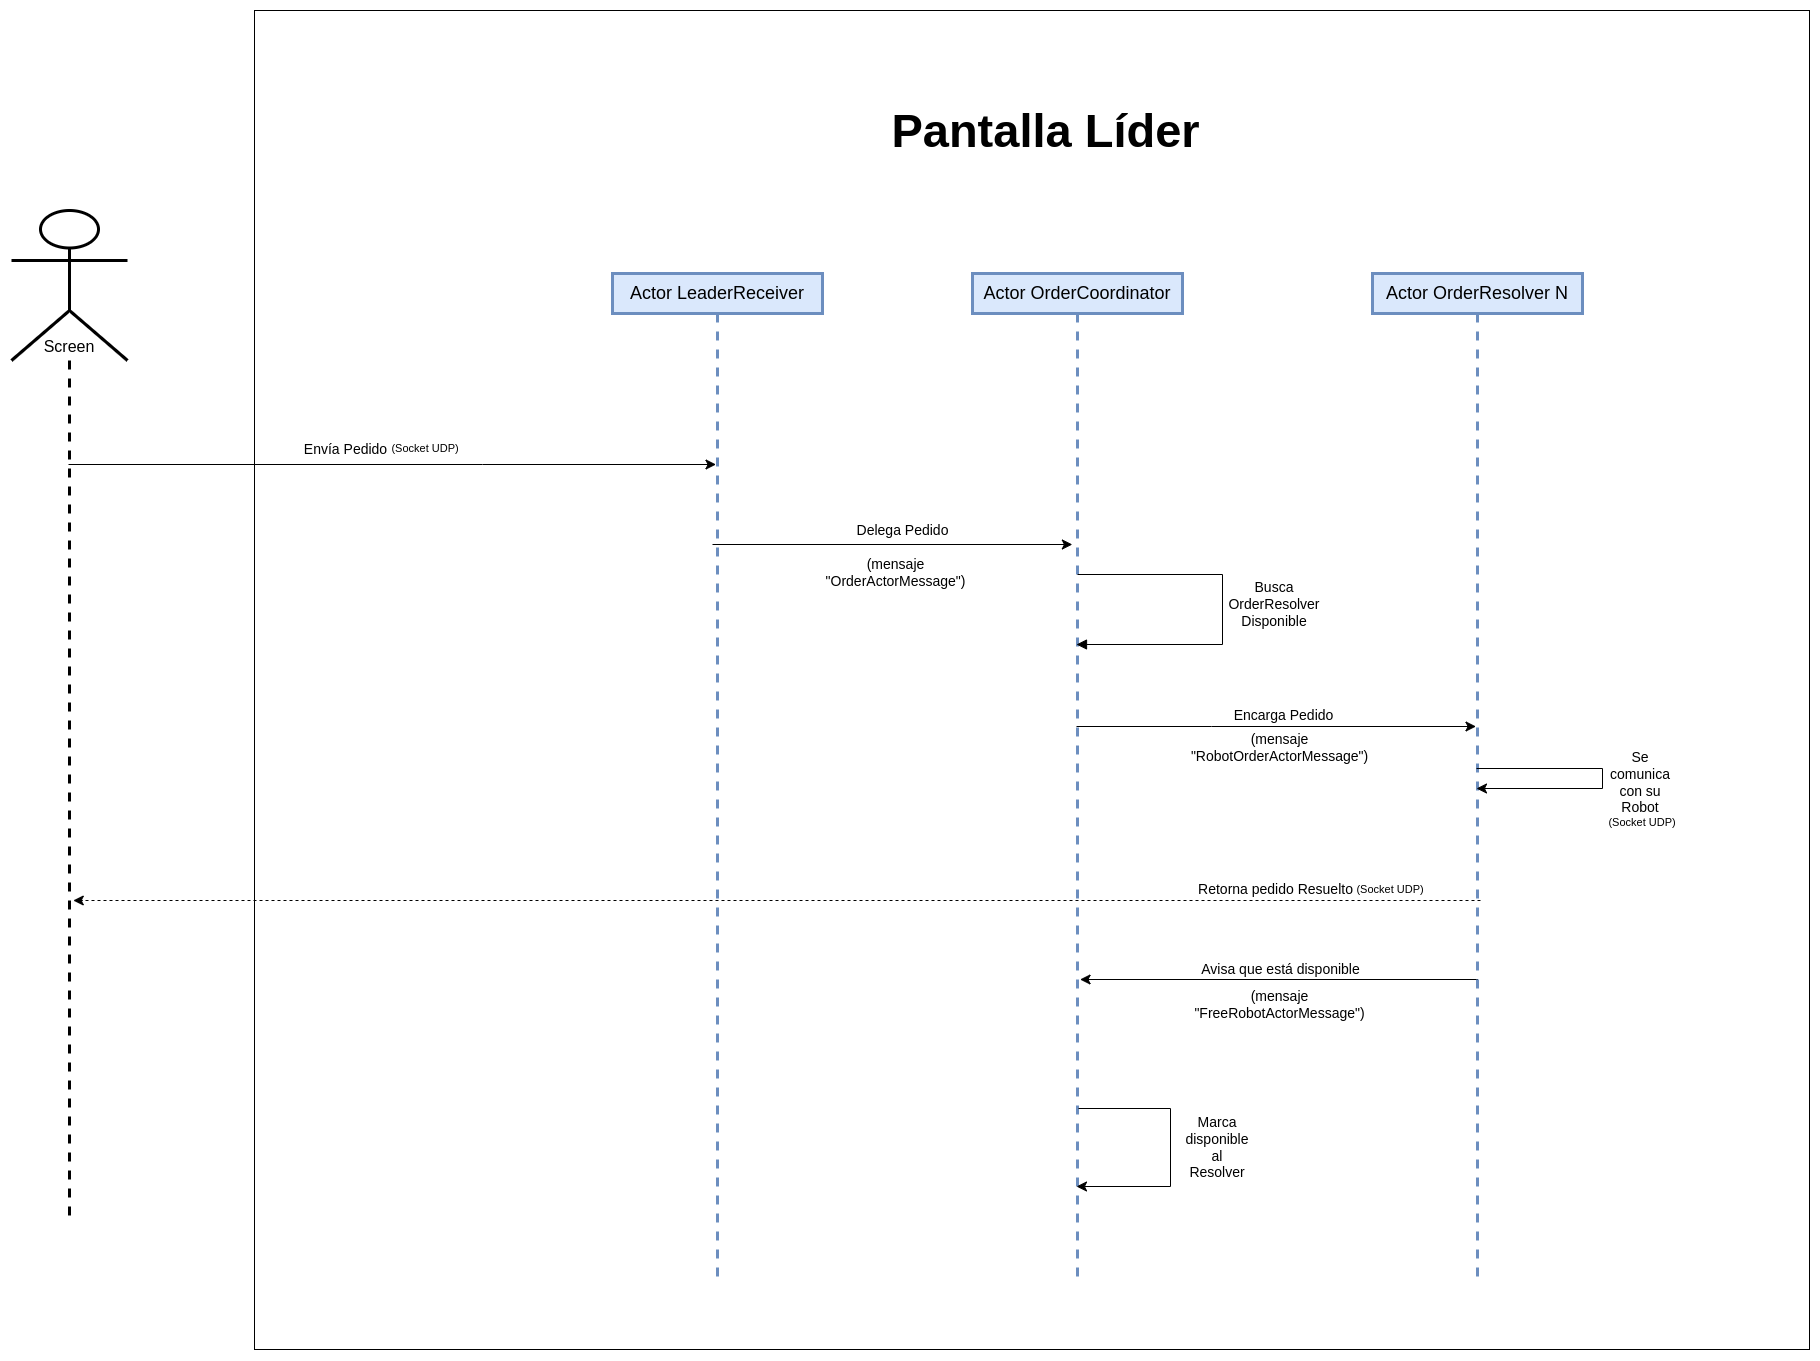 Pantalla Líder
Screen
Actor LeaderReceiver
Actor OrderCoordinator
Actor OrderResolver N
Envía Pedido (Socket UDP)
Delega Pedido
(mensaje
"OrderActorMessage")
Busca
OrderResolver
Disponible
Encarga Pedido
(mensaje
"RobotOrderActorMessage")
Se
comunica
con su
Robot
(Socket UDP)
Retorna pedido Resuelto (Socket UDP)
Avisa que está disponible
(mensaje
"FreeRobotActorMessage")
Marca
disponible
al
Resolver